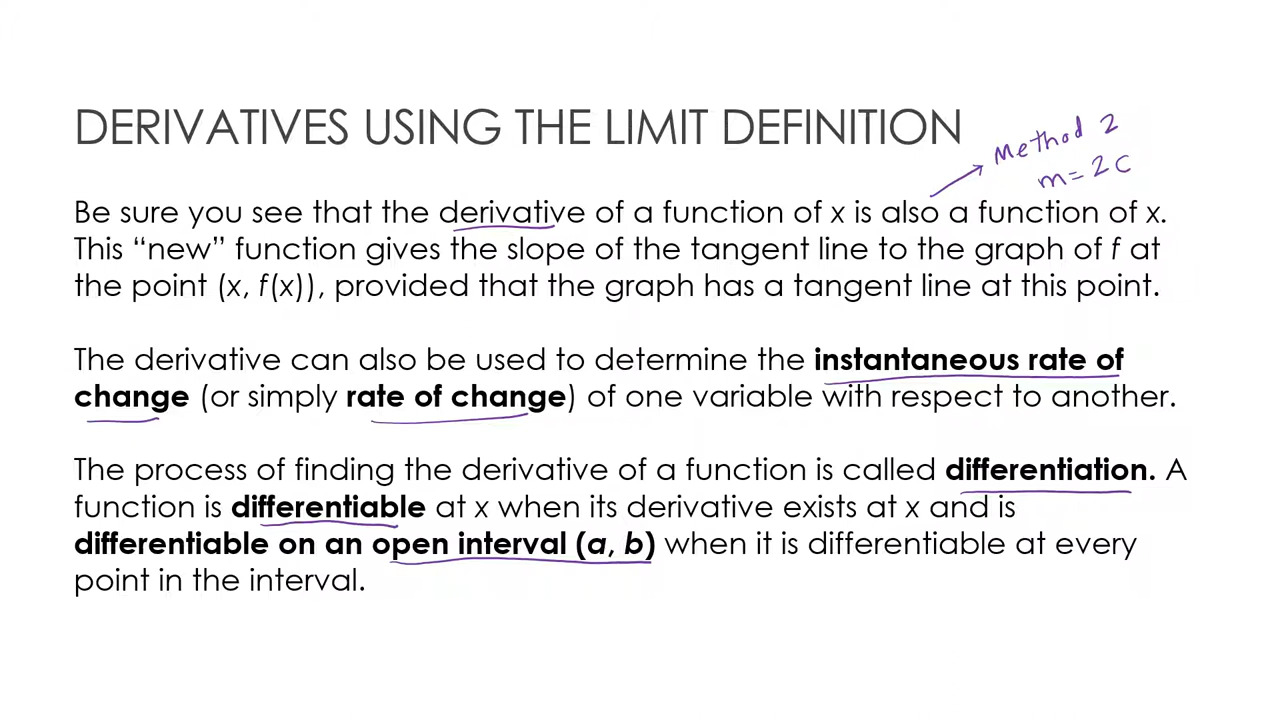 DERIVATIVES USING THE LIMIT DEFINITION
Method 2
m = 2c
Be sure you see that the derivative of a function of x is also a function of x.
This “new” function gives the slope of the tangent line to the graph of f at
the point (x, f(x)), provided that the graph has a tangent line at this point.
The derivative can also be used to determine the instantaneous rate of
change (or simply rate of change) of one variable with respect to another.
The process of finding the derivative of a function is called differentiation. A
function is differentiable at x when its derivative exists at x and is
differentiable on an open interval (a, b) when it is differentiable at every
point in the interval.